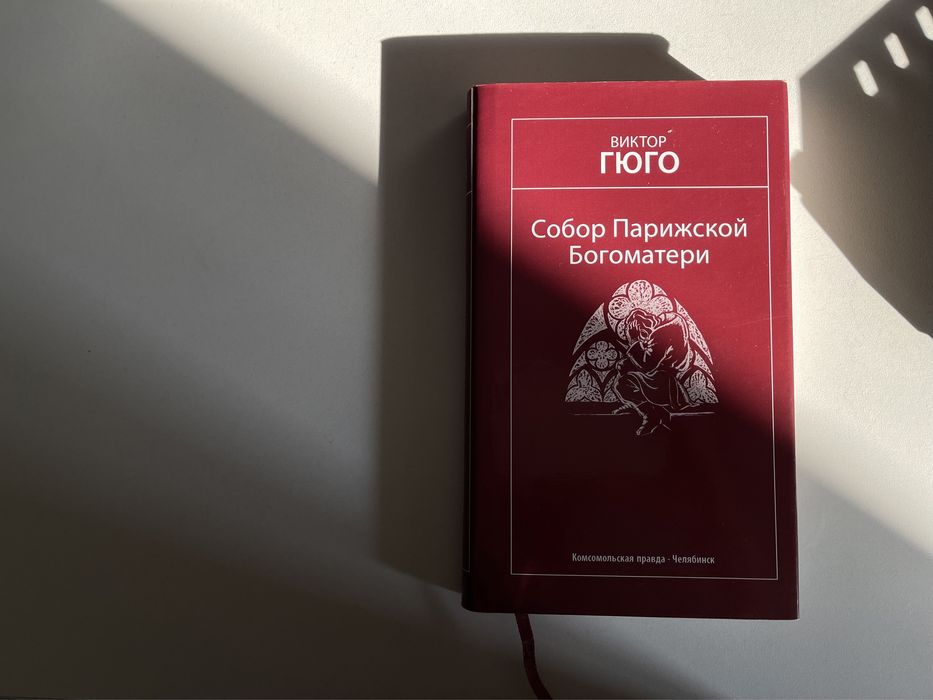 ВИКТОР
ГЮГО
Собор Парижской
Богоматери
Комсомольская правда - Челябинск